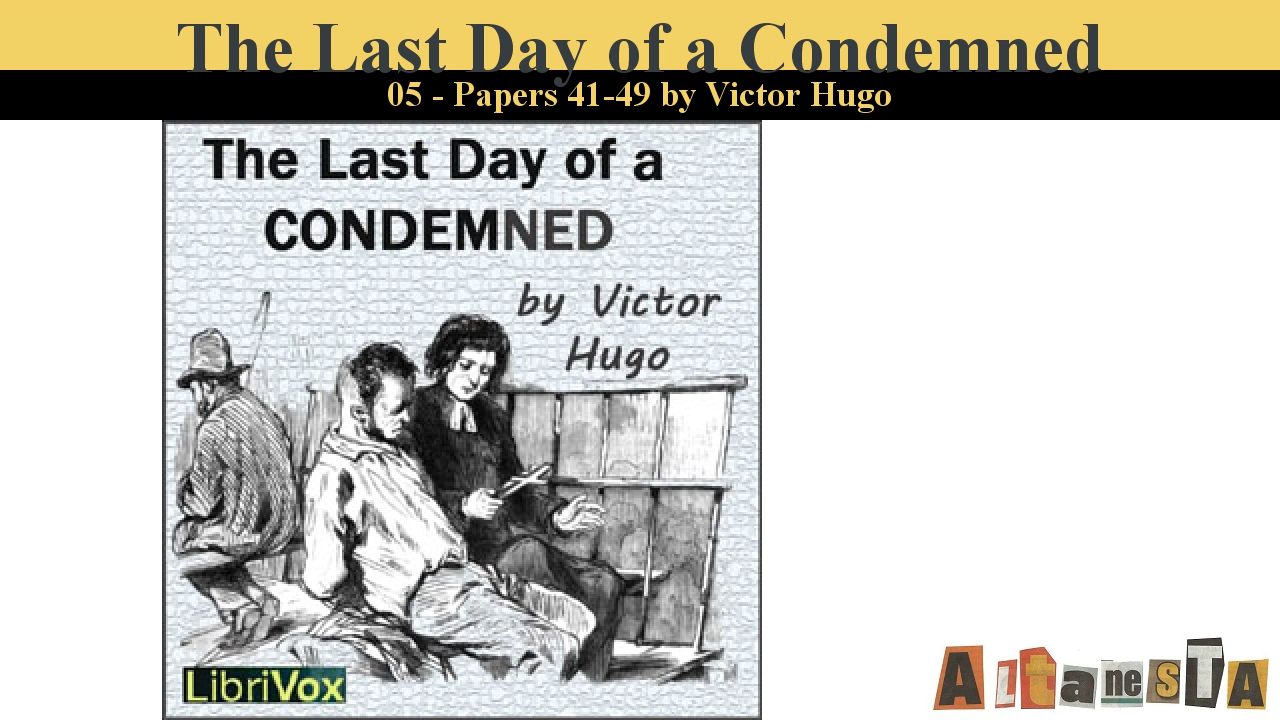 The Last Day of a Condemned
05 - Papers 41-49 by Victor Hugo
The Last Day of a
CONDEMNED
by Victor
Hugo
LibriVox
AltaneSTA